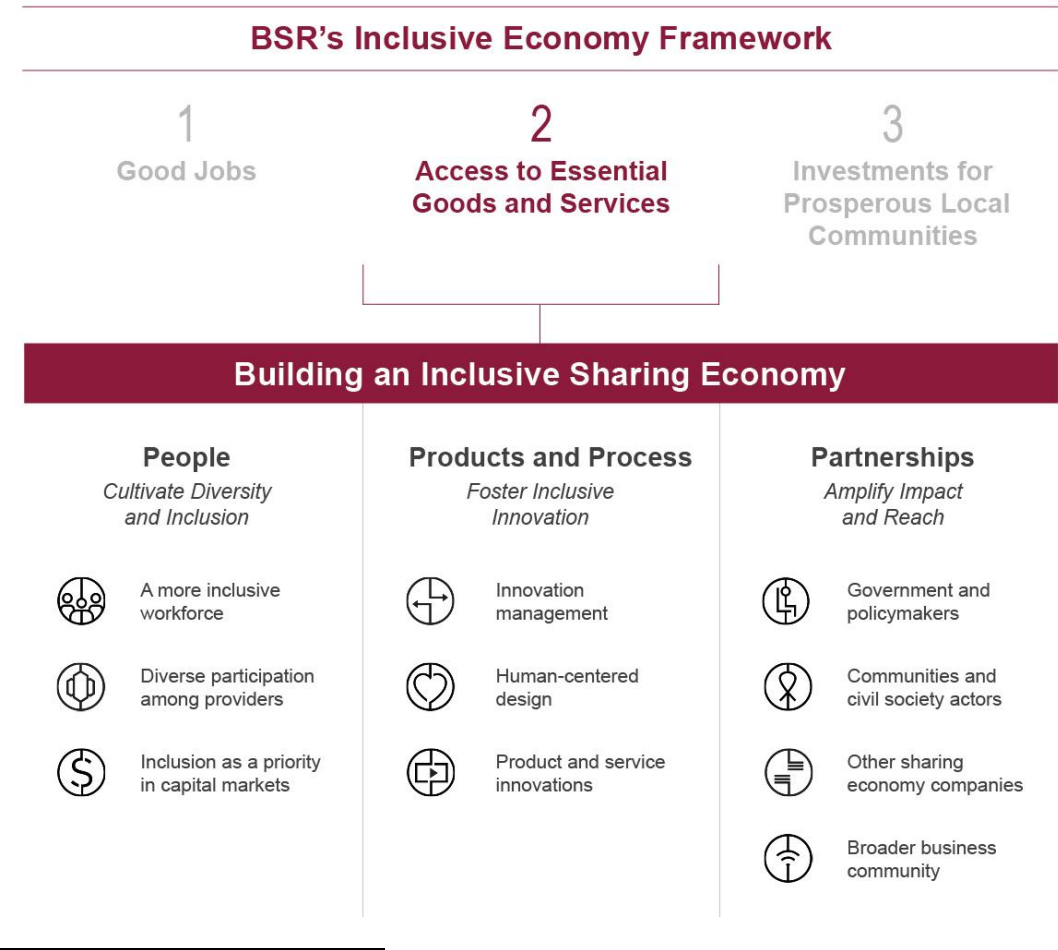 BSR's Inclusive Economy Framework
1
Good Jobs
2
Access to Essential
Goods and Services
3
Investments for
Prosperous Local
Communities
Building an Inclusive Sharing Economy
People
Cultivate Diversity
and Inclusion
A more inclusive
workforce
Diverse participation
among providers
Inclusion as a priority
in capital markets
Products and Process
Foster Inclusive
Innovation
Innovation
management
Human-centered
design
Product and service
innovations
Partnerships
Amplify Impact
and Reach
Government and
policymakers
Communities and
civil society actors
Other sharing
economy companies
Broader business
community